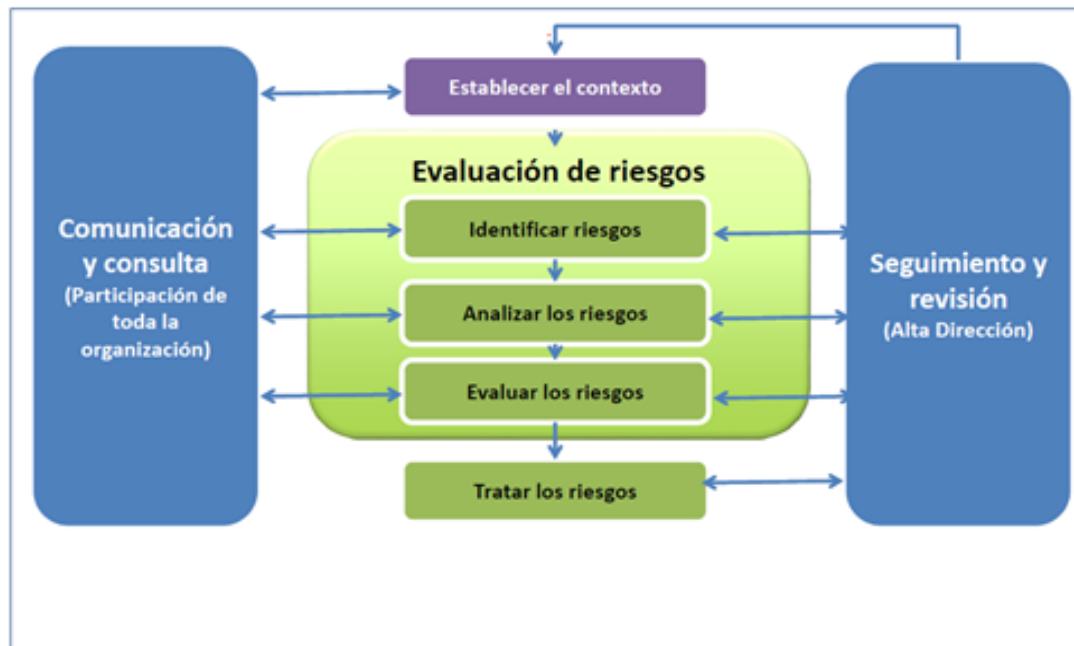 Establecer el contexto
Evaluación de riesgos
Identificar riesgos
Analizar los riesgos
Evaluar los riesgos
Tratar los riesgos
Comunicación
y consulta
(Participación de
toda la
organización)
Seguimiento y
revisión
(Alta Dirección)